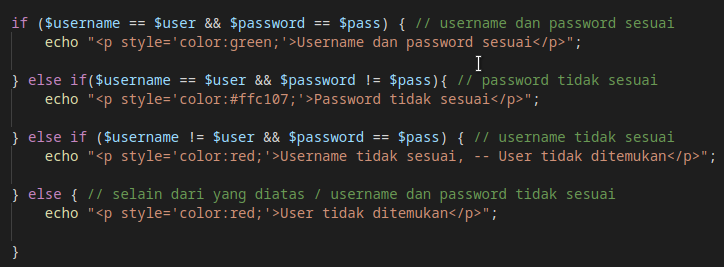 if ($username == $user && $password == $pass) { // username dan password sesuai
echo "<p style='color:green;'>Username dan password sesuai</p>";
} else if($username == $user && $password != $pass){ // password tidak sesuai
echo "<p style='color:#ffc107;'>Password tidak sesuai</p>";
} else if ($username != $user && $password == $pass) { // username tidak sesuai
echo "<p style='color:red;'>Username tidak sesuai, -- User tidak ditemukan</p>";
} else { // selain dari yang diatas / username dan password tidak sesuai
echo "<p style='color:red;'>User tidak ditemukan</p>";
}